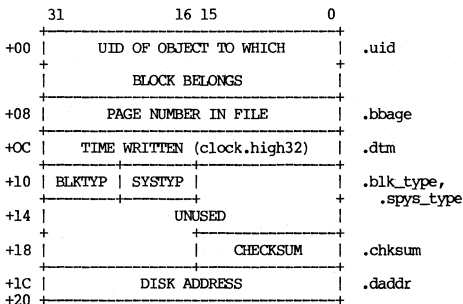 31 16 15 0
+00 | UID OF OBJECT TO WHICH | .uid
BLOCK BELONGS
+08 | PAGE NUMBER IN FILE | .bbage
+0C | TIME WRITTEN (clock.high32) | .dtm
+10 | BLKTYP | SYSTYP | | .blk_type,
.spys_type
+14 | UNUSED
+18 | | CHECKSUM | .chksum
+1C | DISK ADDRESS | .daddr
+20